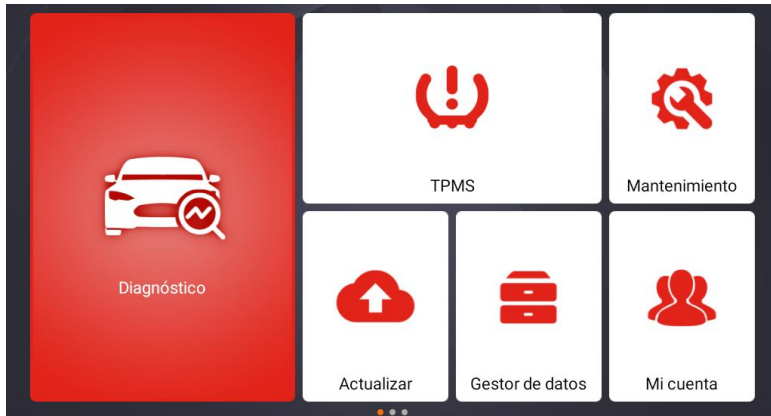 Diagnóstico
TPMS
Mantenimiento
Actualizar
Gestor de datos
Mi cuenta